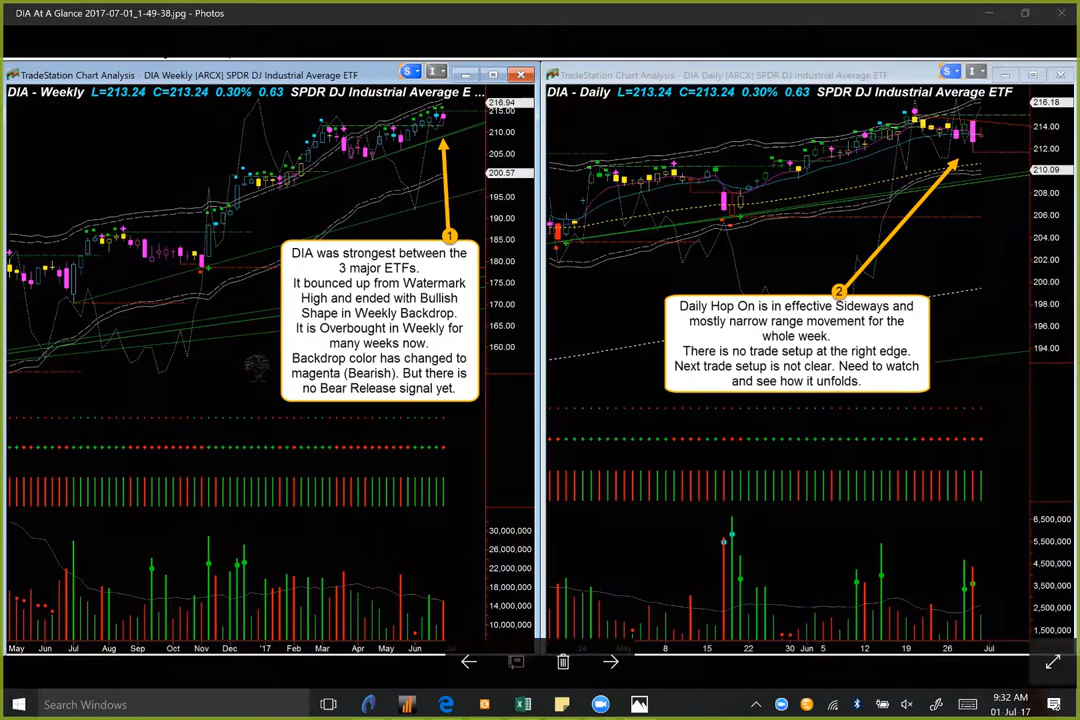 DIA At A Glance 2017-07-01_1-49-38.jpg - Photos
TradeStation Chart Analysis - DIA Weekly [ARCX] SPDR DJ Industrial Average ETF
DIA - Weekly L=213.24 C=213.24 0.30% 0.63 SPDR DJ Industrial Average E ...
216.94
215.00
210.00
205.00
200.57
195.00
190.00
185.00
180.00
175.00
170.00
165.00
160.00
1
DIA was strongest between the
3 major ETFs.
It bounced up from Watermark
High and ended with Bullish
Shape in Weekly Backdrop.
It is Overbought in Weekly for
many weeks now.
Backdrop color has changed to
magenta (Bearish). But there is
no Bear Release signal yet.
30,000,000
26,000,000
22,000,000
18,000,000
14,000,000
10,000,000
May Jun Jul Aug Sep Oct Nov Dec '17 Feb Mar Apr May Jun Jul
TradeStation Chart Analysis - DIA Daily [ARCX] SPDR DJ Industrial Average ETF
DIA - Daily L=213.24 C=213.24 0.30% 0.63 SPDR DJ Industrial Average ETF
216.18
214.00
212.00
210.09
208.00
206.00
204.00
202.00
200.00
198.00
196.00
194.00
2
Daily Hop On is in effective Sideways and
mostly narrow range movement for the
whole week.
There is no trade setup at the right edge.
Next trade setup is not clear. Need to watch
and see how it unfolds.
6,500,000
5,500,000
4,500,000
3,500,000
2,500,000
1,500,000
24 May 8 15 22 30 Jun 5 12 19 26 Jul
Search Windows
9:32 AM
01-Jul-17